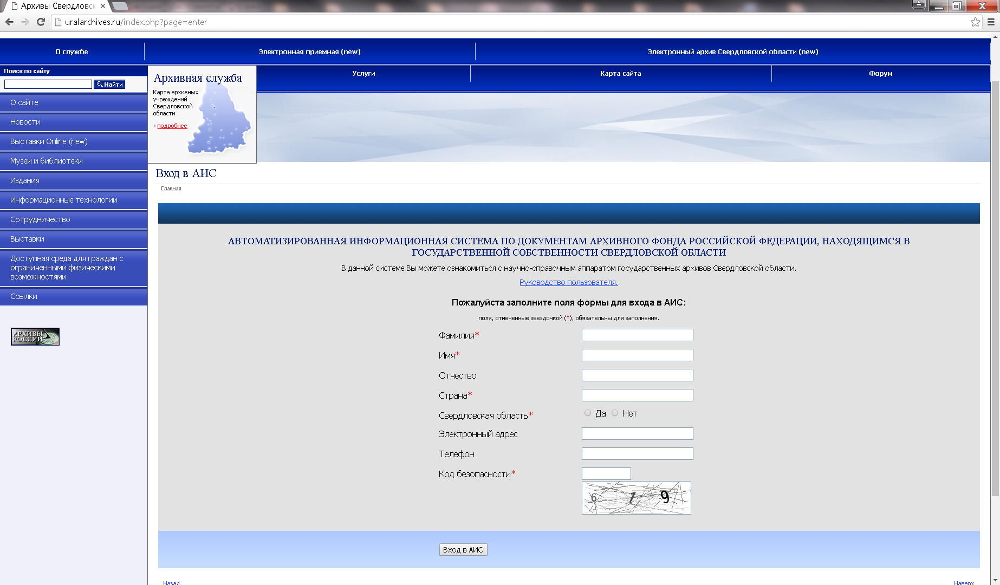 Архивы Свердловск
uralarchives.ru/index.php?page=enter
О службе
Электронная приемная (new)
Электронный архив Свердловской области (new)
Поиск по сайту
Найти
Архивная служба
Карта архивных
учреждений
Свердловской
области
подробнее
Услуги
Карта сайта
Форум
О сайте
Новости
Выставки Online (new)
Музеи и библиотеки
Издания
Информационные технологии
Сотрудничество
Выставки
Доступная среда для граждан с
ограниченными физическими
возможностями
Ссылки
АРХИВЫ
РОССИИ
Вход в АИС
Главная
АВТОМАТИЗИРОВАННАЯ ИНФОРМАЦИОННАЯ СИСТЕМА ПО ДОКУМЕНТАМ АРХИВНОГО ФОНДА РОССИЙСКОЙ ФЕДЕРАЦИИ, НАХОДЯЩИМСЯ В
ГОСУДАРСТВЕННОЙ СОБСТВЕННОСТИ СВЕРДЛОВСКОЙ ОБЛАСТИ
В данной системе Вы можете ознакомиться с научно-справочным аппаратом государственных архивов Свердловской области.
Руководство пользователя.
Пожалуйста заполните поля формы для входа в АИС:
поля, отмеченные звездочкой (*), обязательны для заполнения.
Фамилия*
Имя*
Отчество
Страна*
Свердловская область*
Да Нет
Электронный адрес
Телефон
Код безопасности*
6 1 9
Вход в АИС
Назад
Наверх